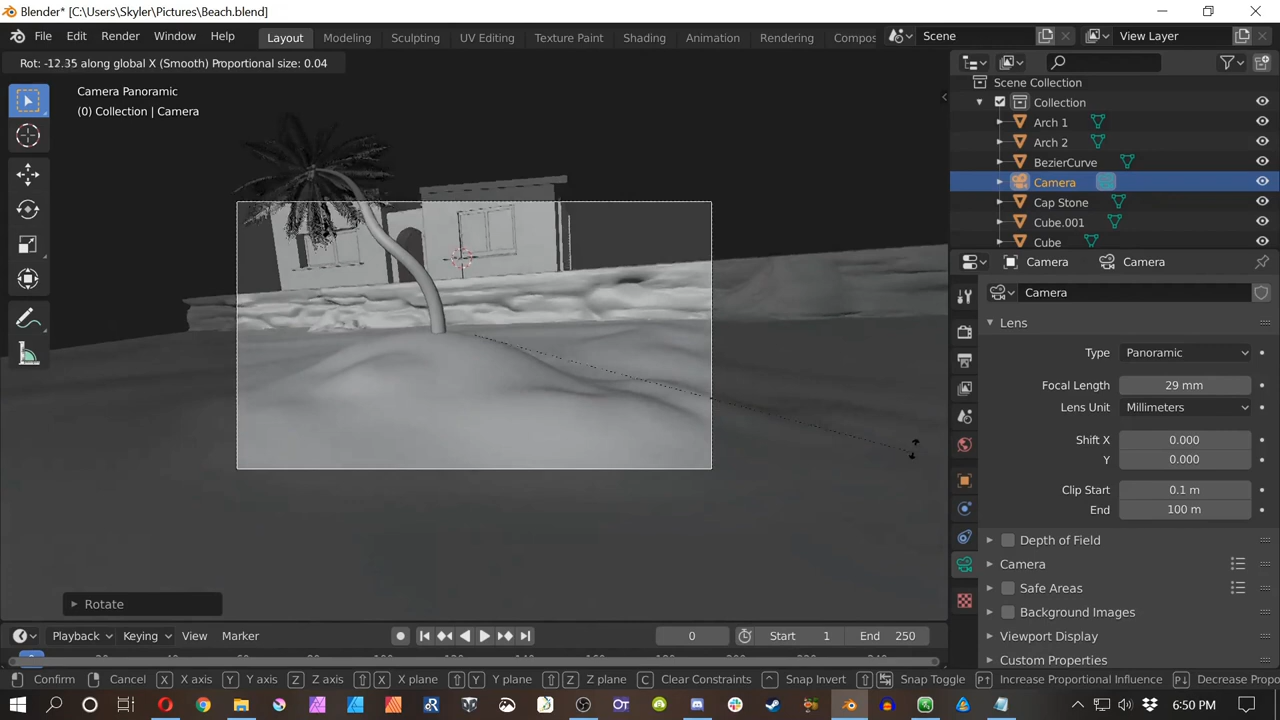 Blender* [C:\Users\Skyler\Pictures\Beach.blend]
File Edit Render Window Help Layout Modeling Sculpting UV Editing Texture Paint Shading Animation Rendering Compos Scene View Layer
Rot: -12.35 along global X (Smooth) Proportional size: 0.04
Camera Panoramic
(0) Collection | Camera
Scene Collection
Collection
Arch 1
Arch 2
BezierCurve
Camera
Cap Stone
Cube.001
Cube
Camera Camera
Camera
Lens
Type Panoramic
Focal Length 29 mm
Lens Unit Millimeters
Shift X 0.000
Y 0.000
Clip Start 0.1 m
End 100 m
Depth of Field
Camera
Safe Areas
Background Images
Viewport Display
Custom Properties
Rotate
Playback Keying View Marker 0 Start 1 End 250
Confirm Cancel X X axis Y Y axis Z Z axis X X plane Y Y plane Z Z plane C Clear Constraints Snap Invert Snap Toggle Increase Proportional Influence Decrease Propo
6:50 PM